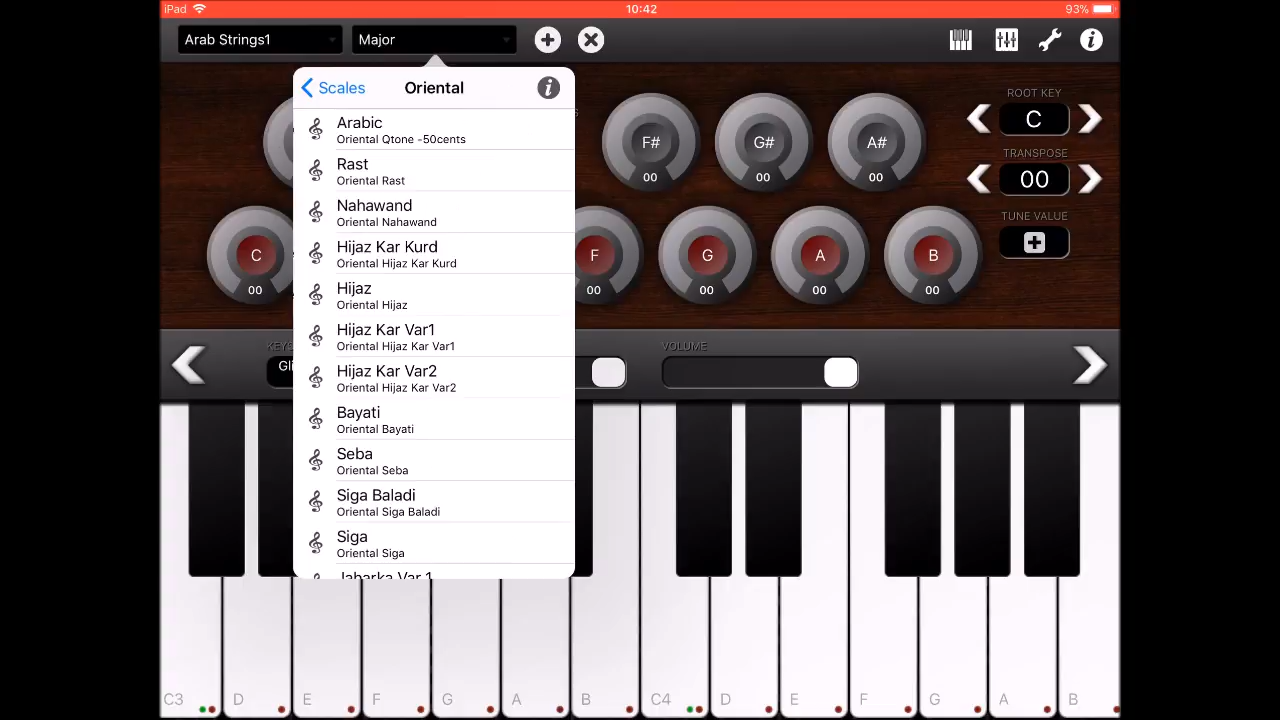 iPad
10:42
93%
Arab Strings1
Major
Scales
Oriental
i
i
Arabic
Oriental Qtone -50cents
Rast
Oriental Rast
Nahawand
Oriental Nahawand
Hijaz Kar Kurd
Oriental Hijaz Kar Kurd
Hijaz
Oriental Hijaz
Hijaz Kar Var1
Oriental Hijaz Kar Var1
Hijaz Kar Var2
Oriental Hijaz Kar Var2
Bayati
Oriental Bayati
Seba
Oriental Seba
Siga Baladi
Oriental Siga Baladi
Siga
Oriental Siga
Jabarka Var 1
F#
00
G#
00
A#
00
ROOT KEY
C
TRANSPOSE
00
TUNE VALUE
C
00
F
00
G
00
A
00
B
00
VOLUME
C3 D E F G A B C4 D E F G A B